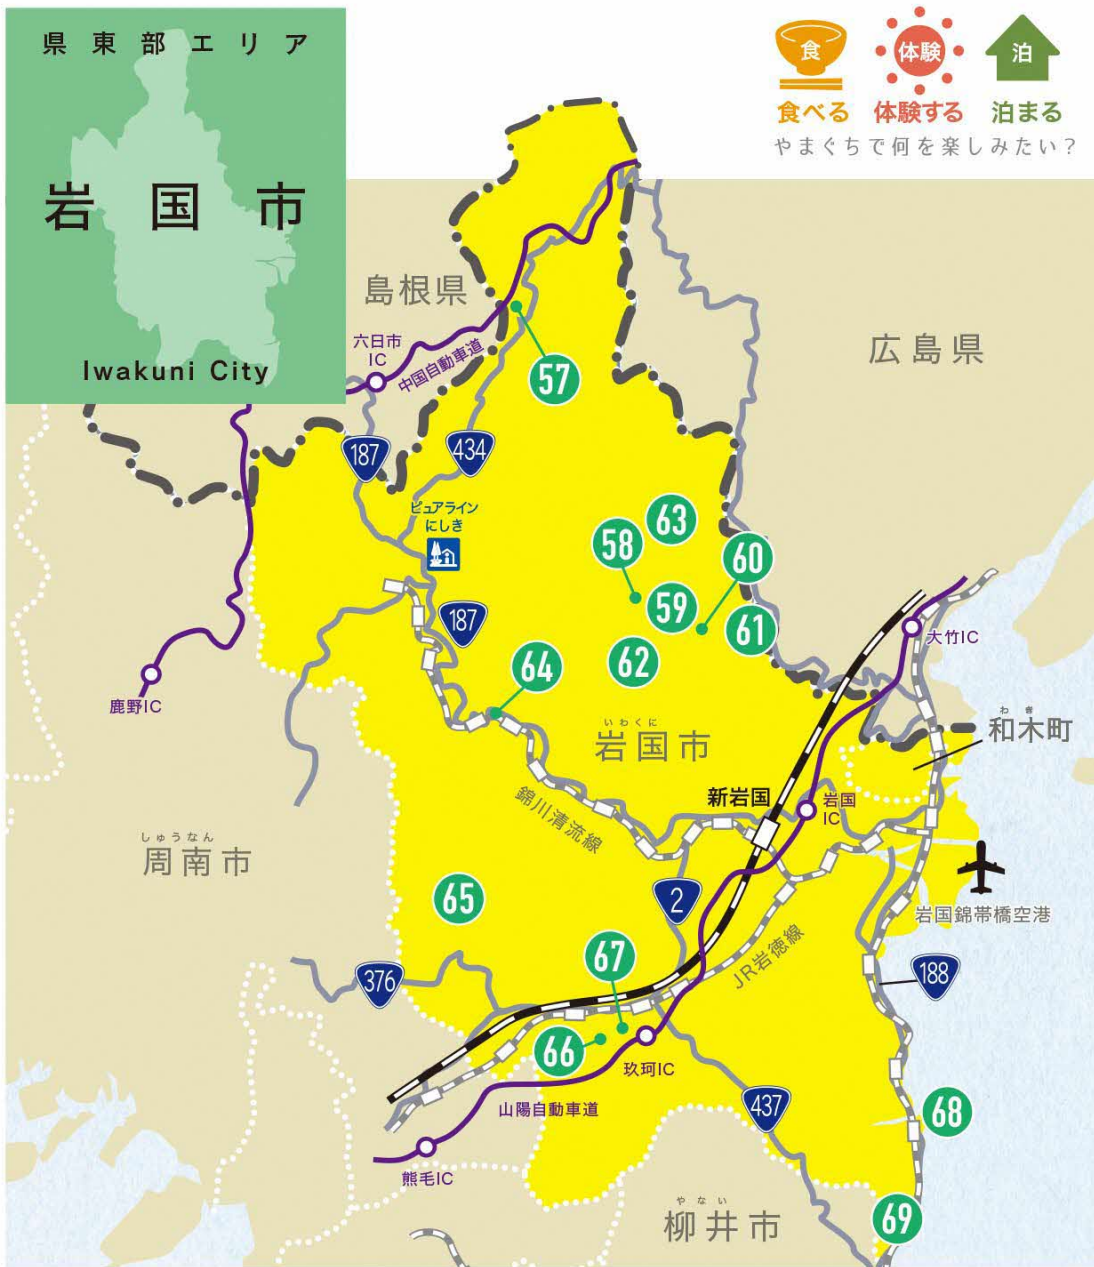 県東部エリア
岩国市
Iwakuni City
食
体験
泊
食べる
体験する
泊まる
やまぐちで何を楽しみたい？
島根県
広島県
六日市
IC
中国自動車道
57
187
434
ピュアライン
にしき
63
58
60
59
61
187
62
64
大竹IC
鹿野IC
わき
和木町
いわくに
岩国市
新岩国
岩国
IC
錦川清流線
しゅうなん
周南市
65
2
岩国錦帯橋空港
JR岩徳線
67
376
188
66
玖珂IC
山陽自動車道
437
68
熊毛IC
やない
柳井市
69